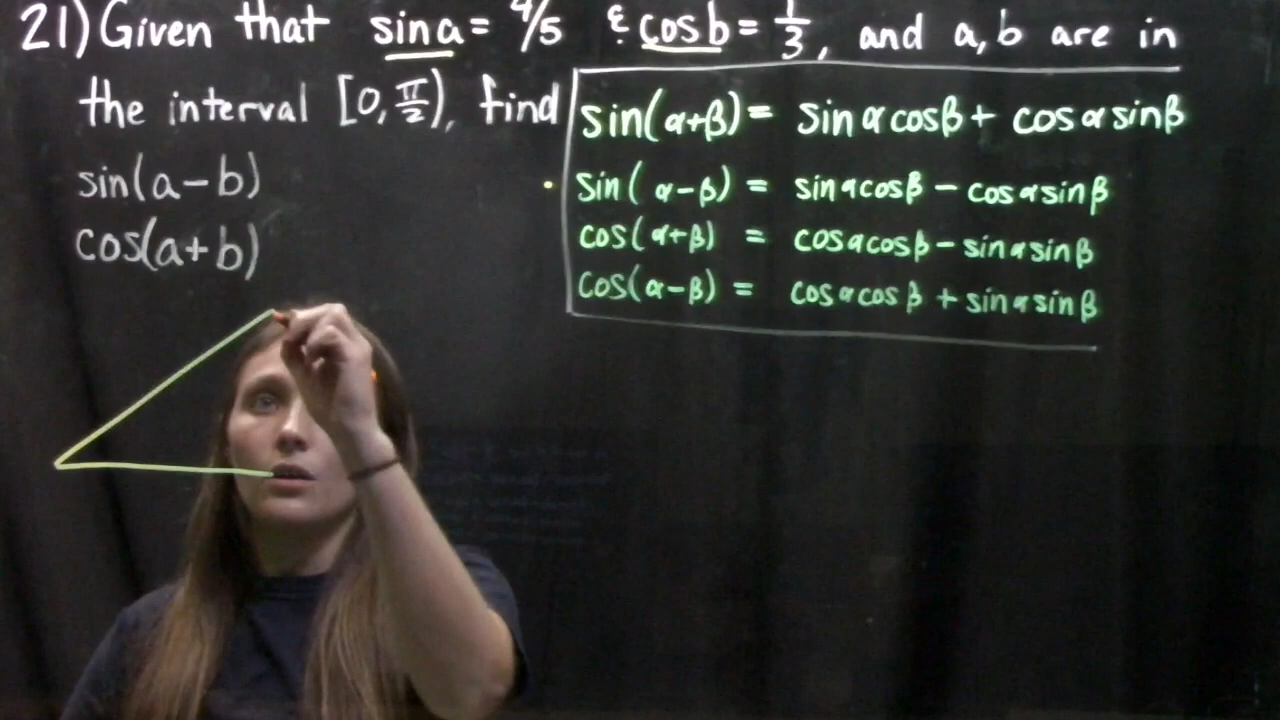 21) Given that sin a = 4/5 & cos b = 1/3, and a, b are in
the interval [0, π/2), find
sin(a-b)
cos(a+b)
sin(α+β) = sin α cos β + cos α sin β
sin(α-β) = sin α cos β - cos α sin β
cos(α+β) = cos α cos β - sin α sin β
cos(α-β) = cos α cos β + sin α sin β